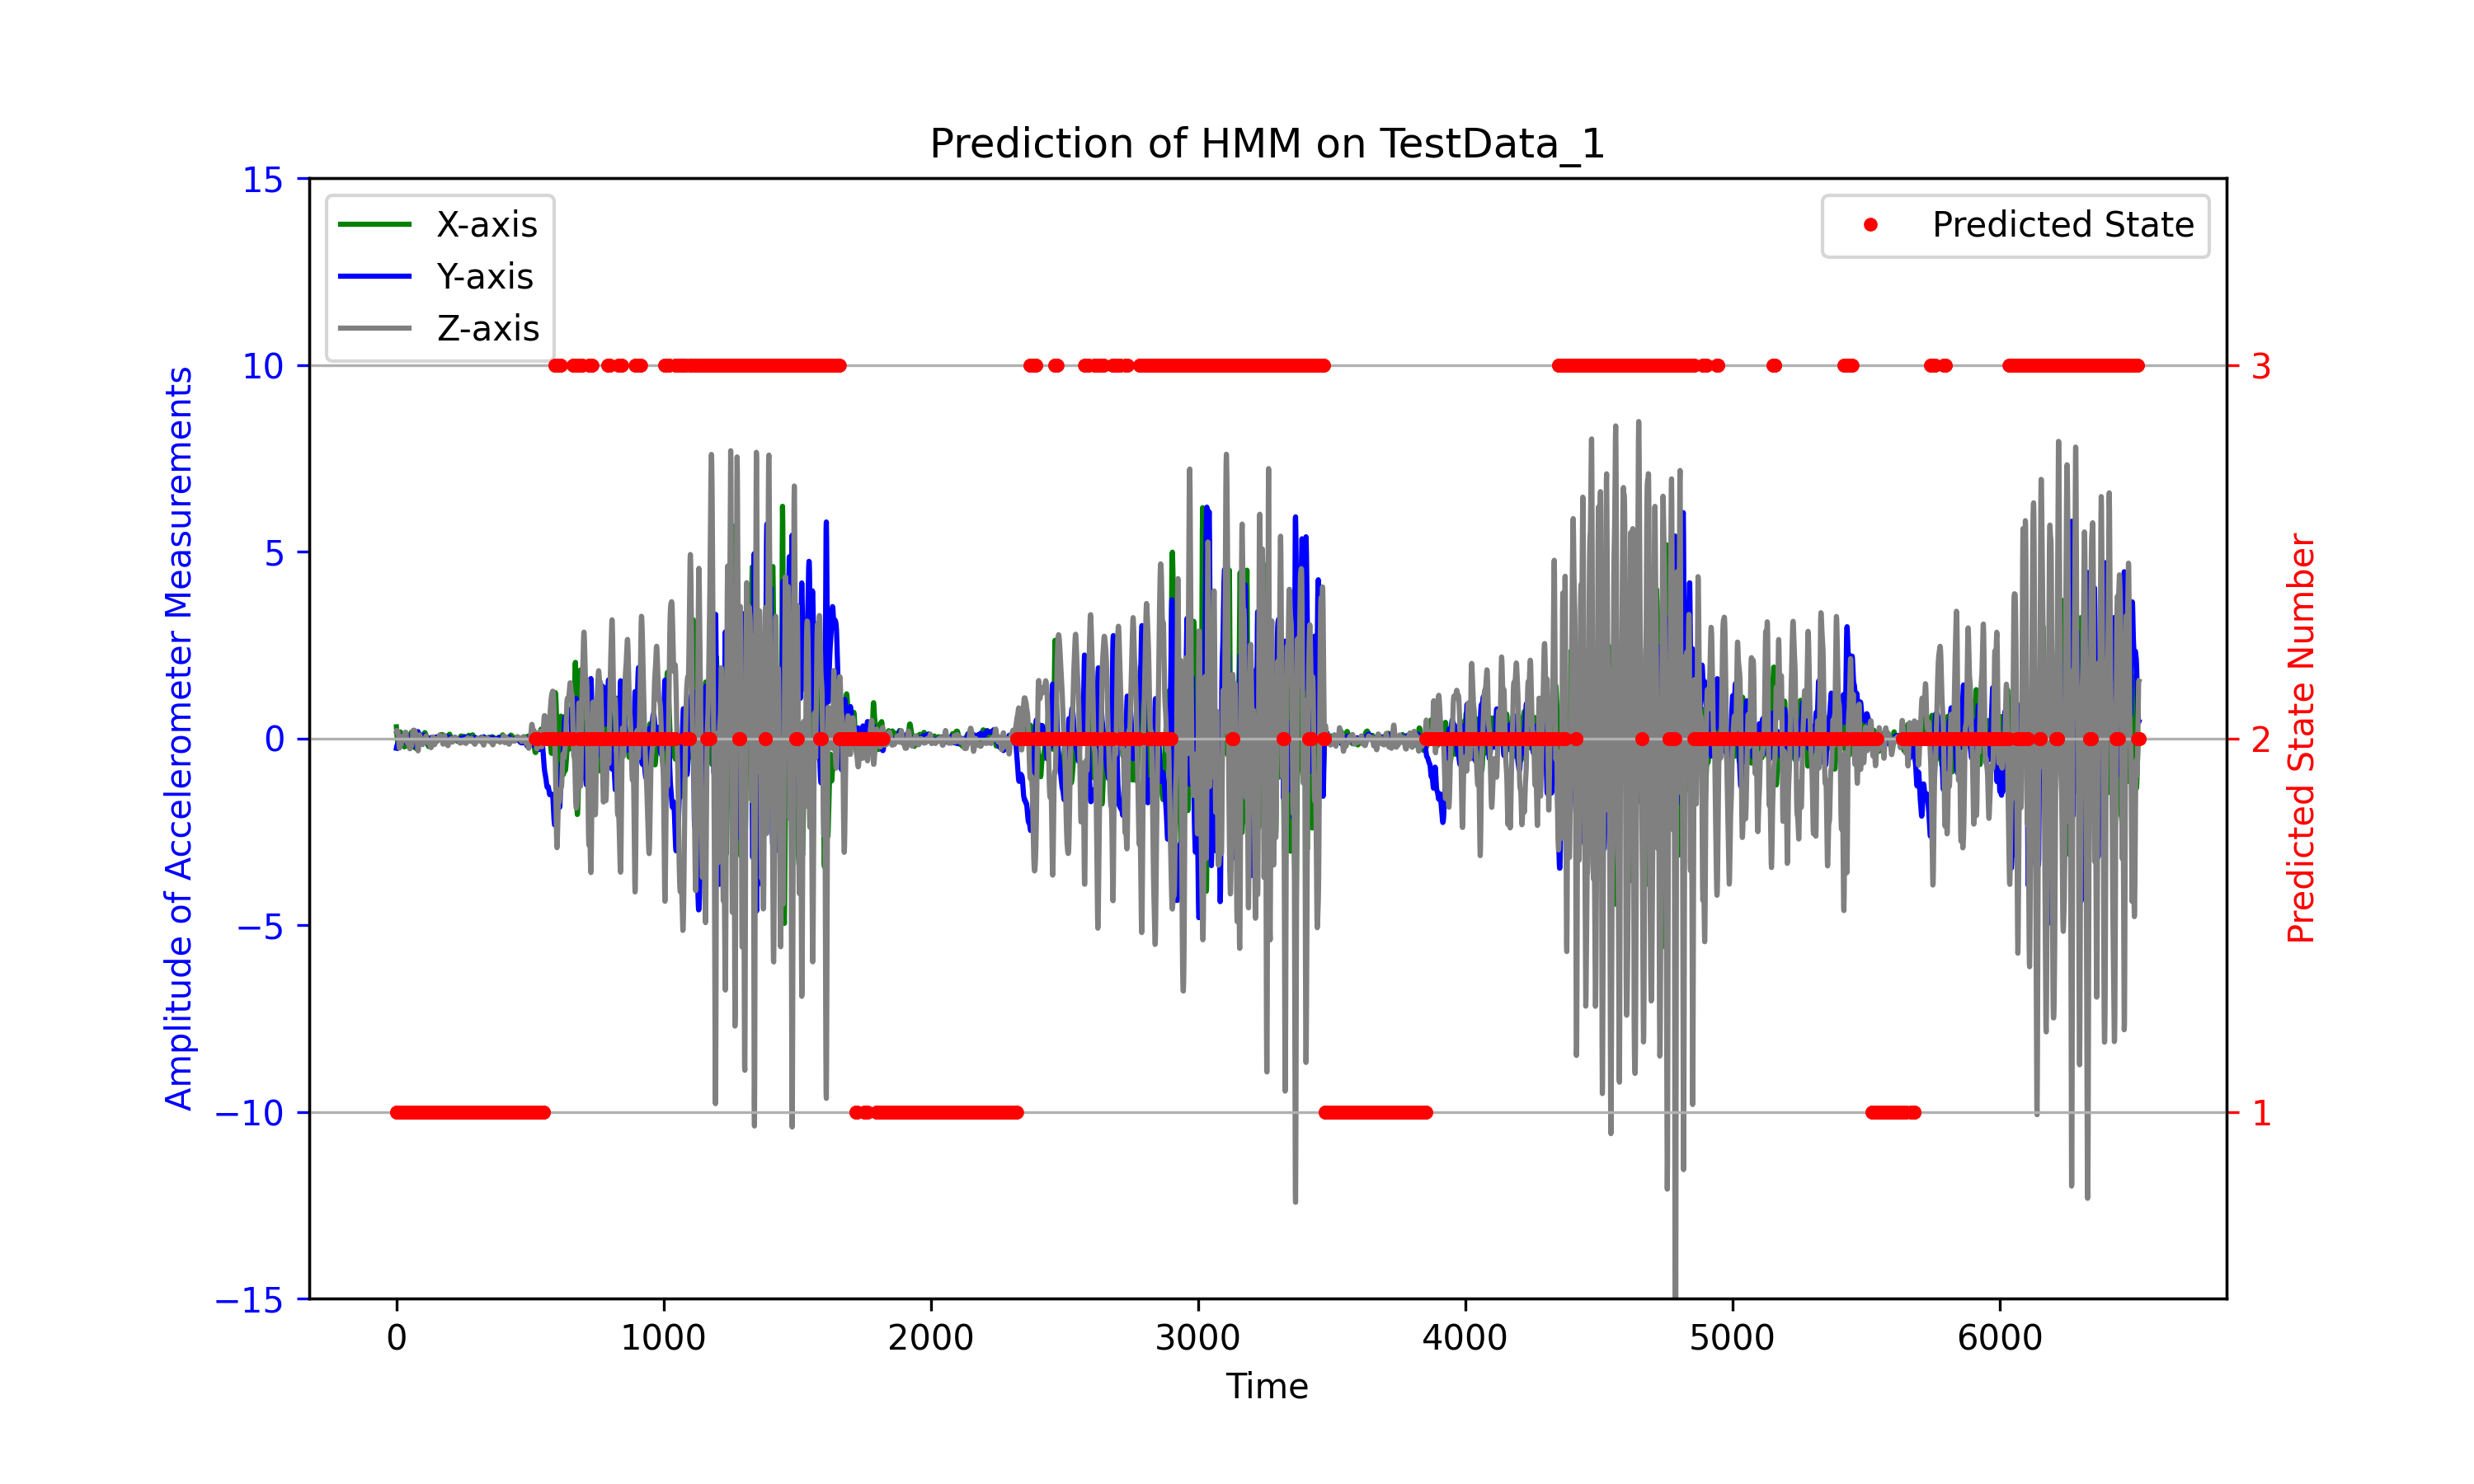 Prediction of HMM on TestData_1
X-axis
Y-axis
Z-axis
Predicted State
Amplitude of Accelerometer Measurements
15
10
5
0
−5
−10
−15
3
2
1
Predicted State Number
0 1000 2000 3000 4000 5000 6000
Time